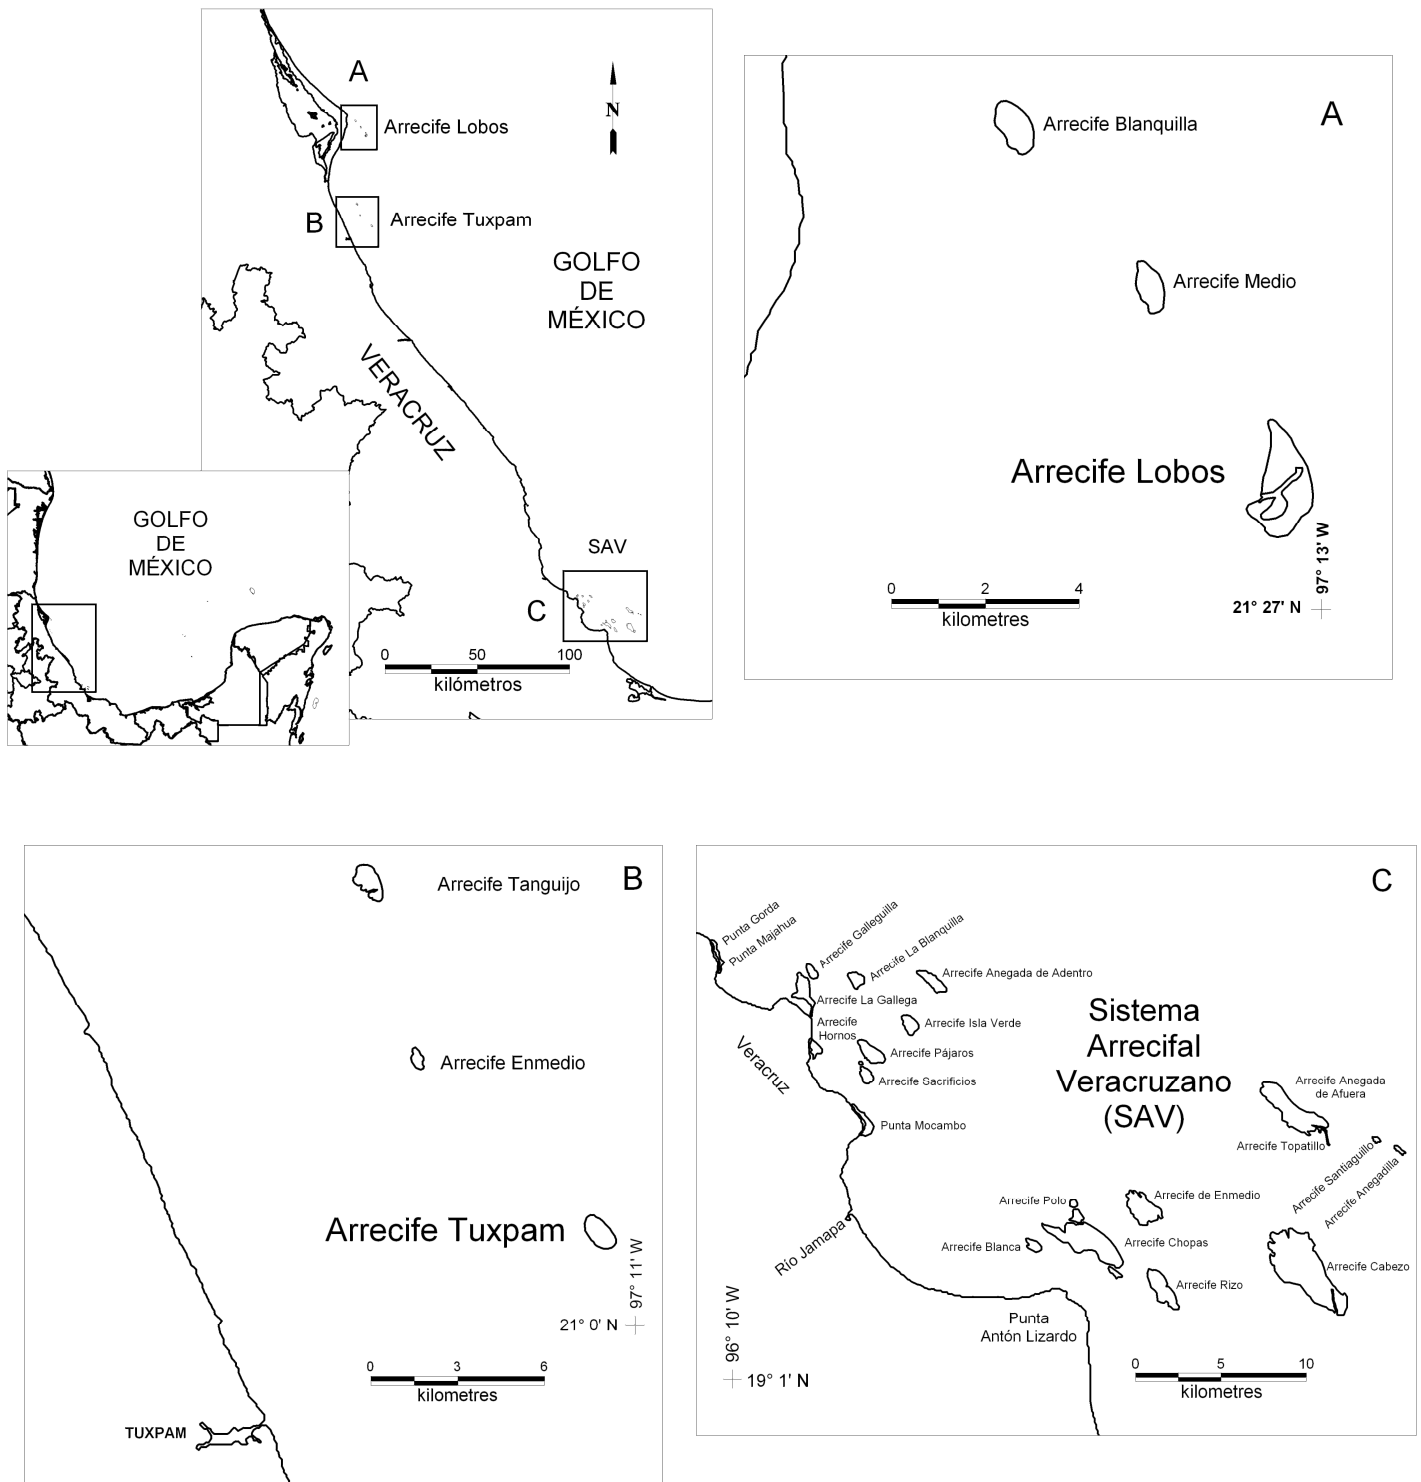 A
Arrecife Lobos
N
B
Arrecife Tuxpam
GOLFO
DE
MÉXICO
VERACRUZ
SAV
C
0 50 100
kilómetros
GOLFO
DE
MÉXICO
A
Arrecife Blanquilla
Arrecife Medio
Arrecife Lobos
0 2 4
kilometres
97° 13' W
21° 27' N
B
Arrecife Tanguijo
Arrecife Enmedio
Arrecife Tuxpam
97° 11' W
21° 0' N
0 3 6
kilometres
TUXPAM
C
Punta Gorda
Punta Majahua
Arrecife Galleguilla
Arrecife La Blanquilla
Arrecife Anegada de Adentro
Arrecife La Gallega
Arrecife
Hornos
Arrecife Isla Verde
Arrecife Pájaros
Arrecife Sacrificios
Veracruz
Punta Mocambo
Sistema
Arrecifal
Veracruzano
(SAV)
Arrecife Anegada
de Afuera
Arrecife Topatillo
Arrecife Santiaguillo
Arrecife Anegadilla
Arrecife Polo
Arrecife de Enmedio
Arrecife Blanca
Arrecife Chopas
Arrecife Cabezo
Arrecife Rizo
Río Jamapa
Punta
Antón Lizardo
96° 10' W
19° 1' N
0 5 10
kilometres